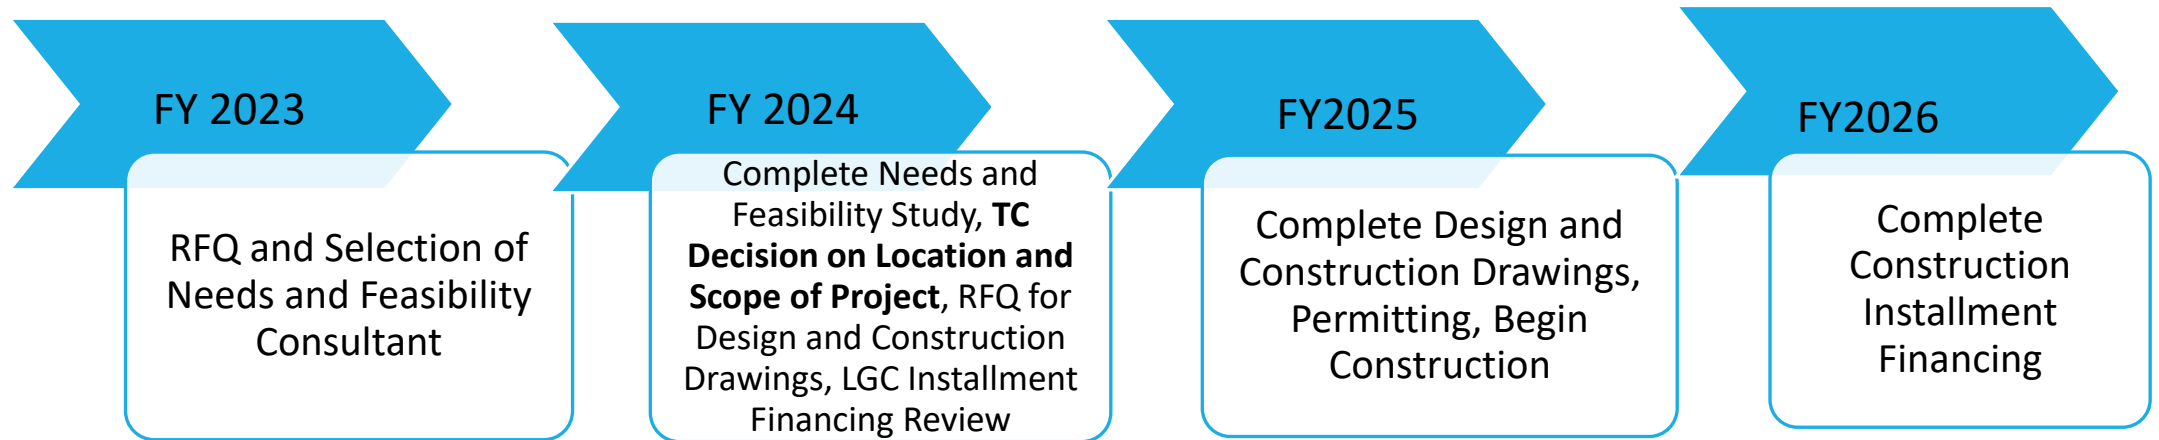 FY 2023
RFQ and Selection of
Needs and Feasibility
Consultant
FY 2024
Complete Needs and
Feasibility Study, TC
Decision on Location and
Scope of Project, RFQ for
Design and Construction
Drawings, LGC Installment
Financing Review
FY2025
Complete Design and
Construction Drawings,
Permitting, Begin
Construction
FY2026
Complete
Construction
Installment
Financing